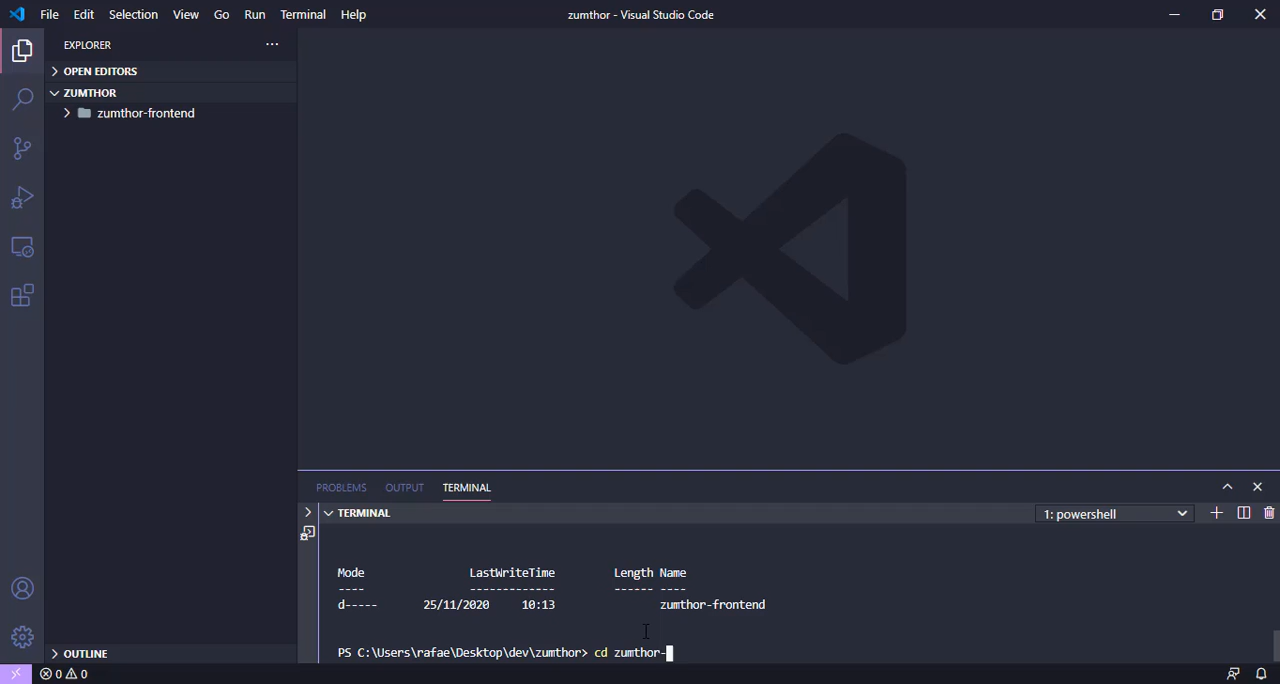 File Edit Selection View Go Run Terminal Help zumthor - Visual Studio Code
EXPLORER
OPEN EDITORS
ZUMTHOR
zumthor-frontend
PROBLEMS OUTPUT TERMINAL
TERMINAL 1: powershell
Mode LastWriteTime Length Name
---- ------------- ------ ----
d----- 25/11/2020 10:13 zumthor-frontend
PS C:\Users\rafae\Desktop\dev\zumthor> cd zumthor-
OUTLINE
0 0